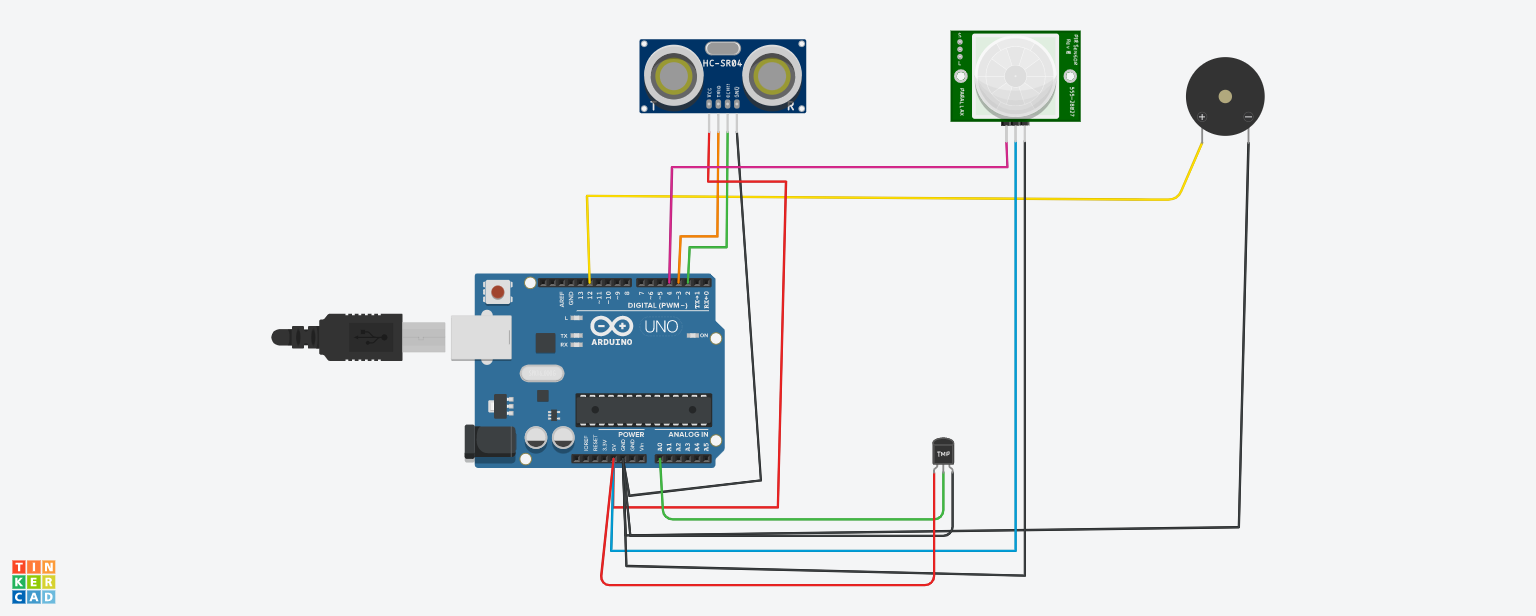 HC-SR04
VCC
TRIG
ECHO
GND
T
R
PIR Sensor
Rev B
PARALLAX
555-28027
+
−
AREF
GND
13
12
~11
~10
~9
8
7
~6
~5
4
~3
2
TX→1
RX←0
DIGITAL (PWM~)
L
TX
RX
ON
UNO
ARDUINO
POWER
ANALOG IN
IOREF
RESET
3.3V
5V
GND
GND
Vin
A0
A1
A2
A3
A4
A5
TMP
TIN
KER
CAD